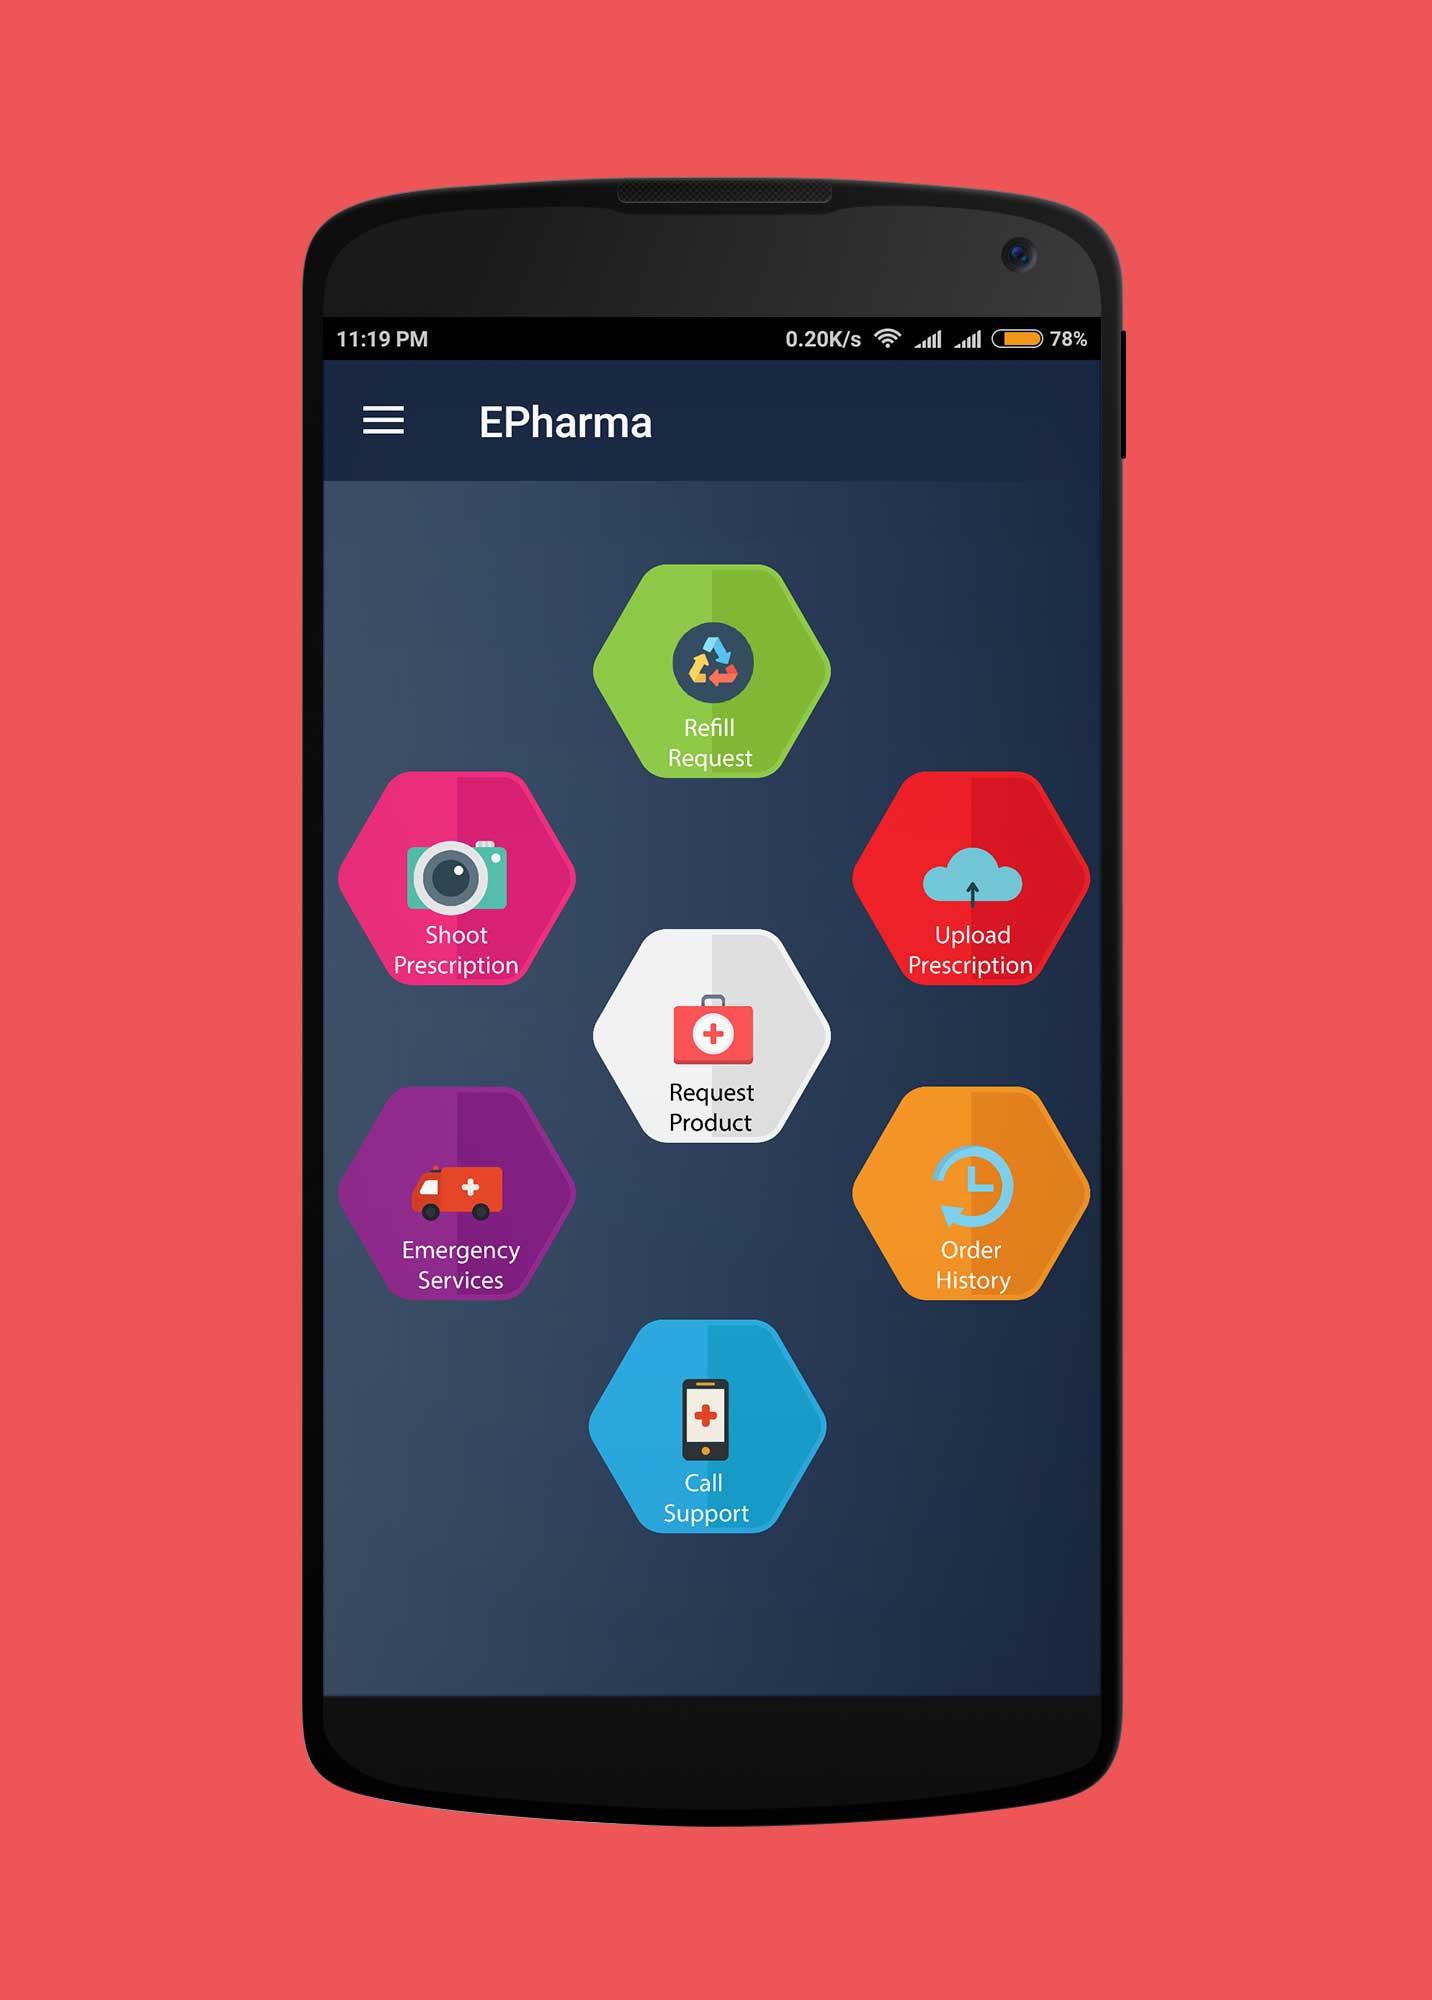 11:19 PM 0.20K/s 78%
EPharma
Refill
Request
Shoot
Prescription
Upload
Prescription
Request
Product
Emergency
Services
Order
History
Call
Support